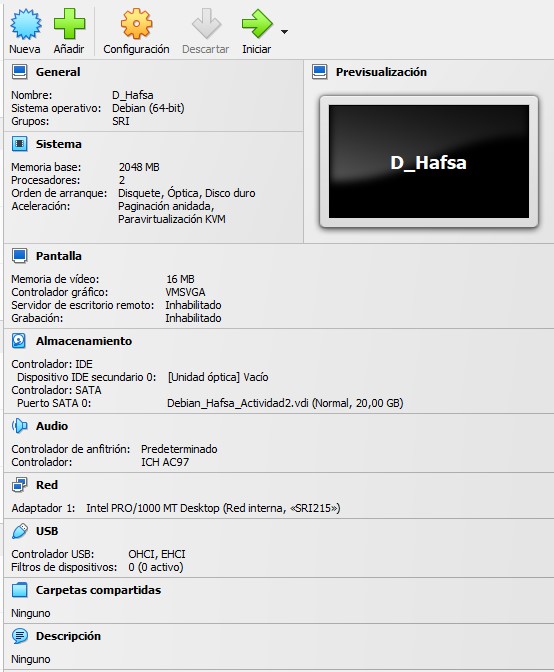 Nueva Añadir Configuración Descartar Iniciar
General
Nombre: D_Hafsa
Sistema operativo: Debian (64-bit)
Grupos: SRI
Previsualización
D_Hafsa
Sistema
Memoria base: 2048 MB
Procesadores: 2
Orden de arranque: Disquete, Óptica, Disco duro
Aceleración: Paginación anidada,
Paravirtualización KVM
Pantalla
Memoria de vídeo: 16 MB
Controlador gráfico: VMSVGA
Servidor de escritorio remoto: Inhabilitado
Grabación: Inhabilitado
Almacenamiento
Controlador: IDE
Dispositivo IDE secundario 0: [Unidad óptica] Vacío
Controlador: SATA
Puerto SATA 0: Debian_Hafsa_Actividad2.vdi (Normal, 20,00 GB)
Audio
Controlador de anfitrión: Predeterminado
Controlador: ICH AC97
Red
Adaptador 1: Intel PRO/1000 MT Desktop (Red interna, «SRI215»)
USB
Controlador USB: OHCI, EHCI
Filtros de dispositivos: 0 (0 activo)
Carpetas compartidas
Ninguno
Descripción
Ninguno